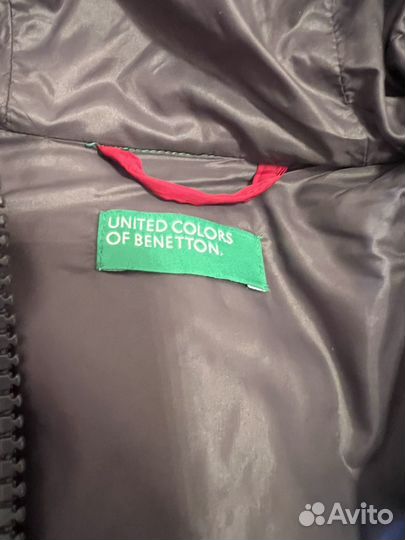 UNITED COLORS
OF BENETTON.
Avito